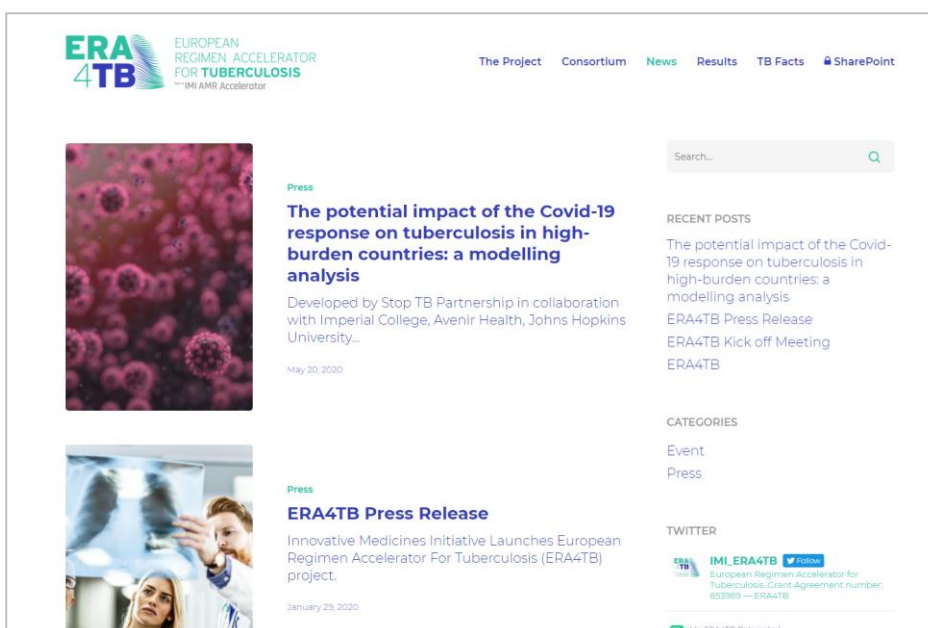 ERA
4TB
EUROPEAN
REGIMEN ACCELERATOR
FOR TUBERCULOSIS
IMI AMR Accelerator
The Project Consortium News Results TB Facts SharePoint
Press
The potential impact of the Covid-19
response on tuberculosis in high-
burden countries: a modelling
analysis
Developed by Stop TB Partnership in collaboration
with Imperial College, Avenir Health, Johns Hopkins
University...
May 20, 2020
Press
ERA4TB Press Release
Innovative Medicines Initiative Launches European
Regimen Accelerator For Tuberculosis (ERA4TB)
project.
January 29, 2020
Search...
RECENT POSTS
The potential impact of the Covid-
19 response on tuberculosis in
high-burden countries: a
modelling analysis
ERA4TB Press Release
ERA4TB Kick off Meeting
ERA4TB
CATEGORIES
Event
Press
TWITTER
ERA
4TB
IMI_ERA4TB Follow
European Regimen Accelerator for
Tuberculosis. Grant Agreement number:
853989 — ERA4TB